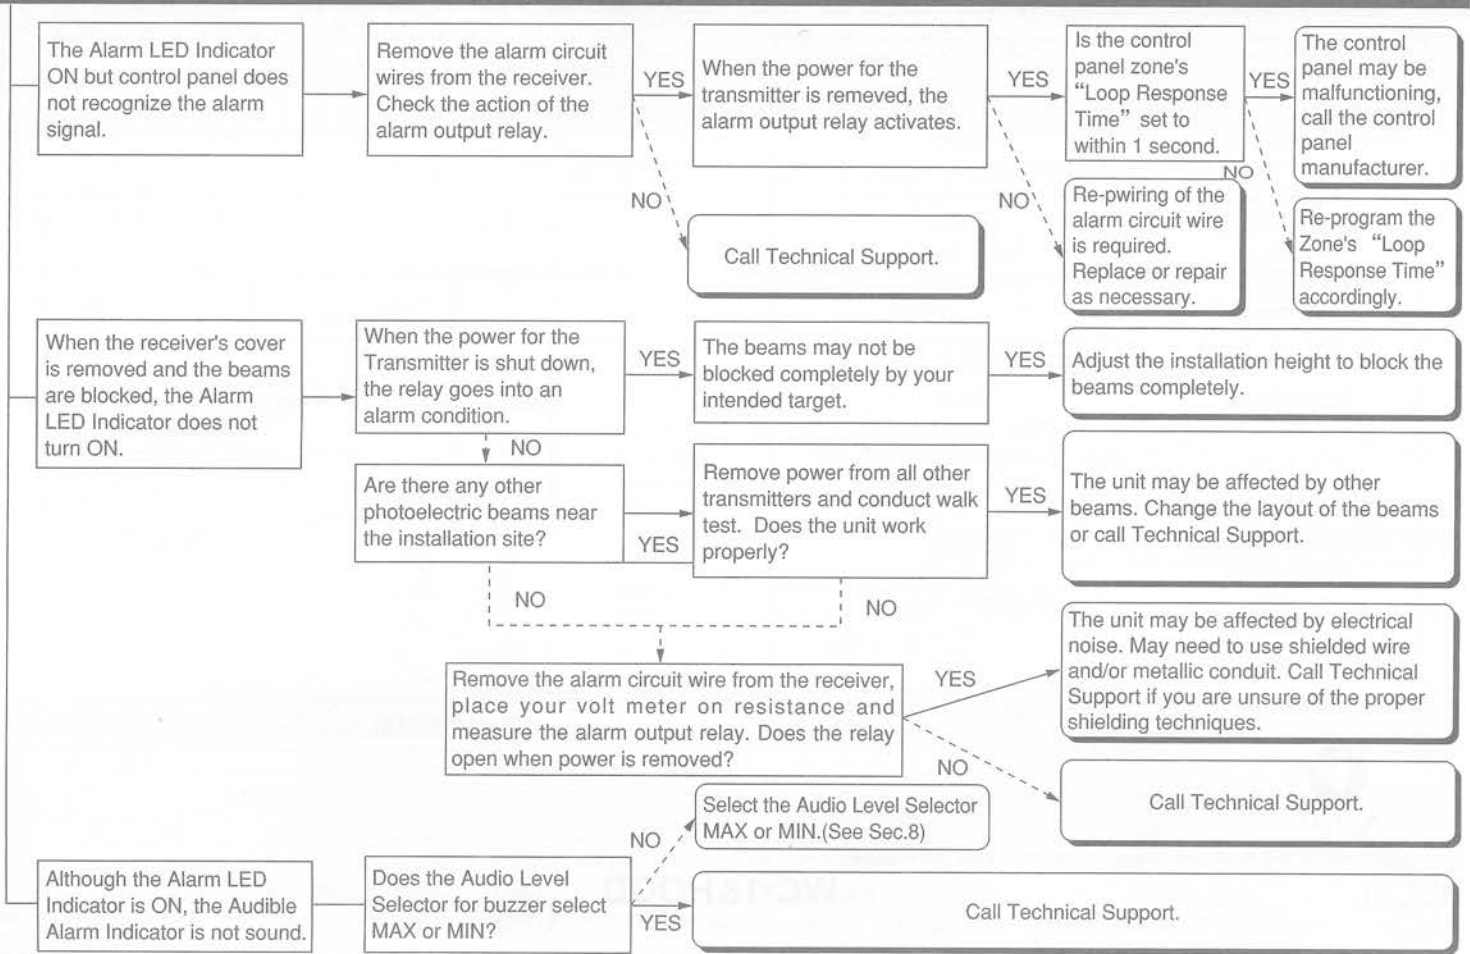 The Alarm LED Indicator
ON but control panel does
not recognize the alarm
signal.
Remove the alarm circuit
wires from the receiver.
Check the action of the
alarm output relay.
YES
NO
When the power for the
transmitter is remeved, the
alarm output relay activates.
Call Technical Support.
YES
NO
Is the control
panel zone's
“Loop Response
Time” set to
within 1 second.
YES
NO
The control
panel may be
malfunctioning,
call the control
panel
manufacturer.
Re-pwiring of the
alarm circuit wire
is required.
Replace or repair
as necessary.
Re-program the
Zone's “Loop
Response Time”
accordingly.
When the receiver's cover
is removed and the beams
are blocked, the Alarm
LED Indicator does not
turn ON.
When the power for the
Transmitter is shut down,
the relay goes into an
alarm condition.
YES
NO
The beams may not be
blocked completely by your
intended target.
YES
Adjust the installation height to block the
beams completely.
Are there any other
photoelectric beams near
the installation site?
YES
NO
Remove power from all other
transmitters and conduct walk
test. Does the unit work
properly?
YES
NO
The unit may be affected by other
beams. Change the layout of the beams
or call Technical Support.
Remove the alarm circuit wire from the receiver,
place your volt meter on resistance and
measure the alarm output relay. Does the relay
open when power is removed?
YES
NO
The unit may be affected by electrical
noise. May need to use shielded wire
and/or metallic conduit. Call Technical
Support if you are unsure of the proper
shielding techniques.
Call Technical Support.
Although the Alarm LED
Indicator is ON, the Audible
Alarm Indicator is not sound.
Does the Audio Level
Selector for buzzer select
MAX or MIN?
NO
YES
Select the Audio Level Selector
MAX or MIN.(See Sec.8)
Call Technical Support.